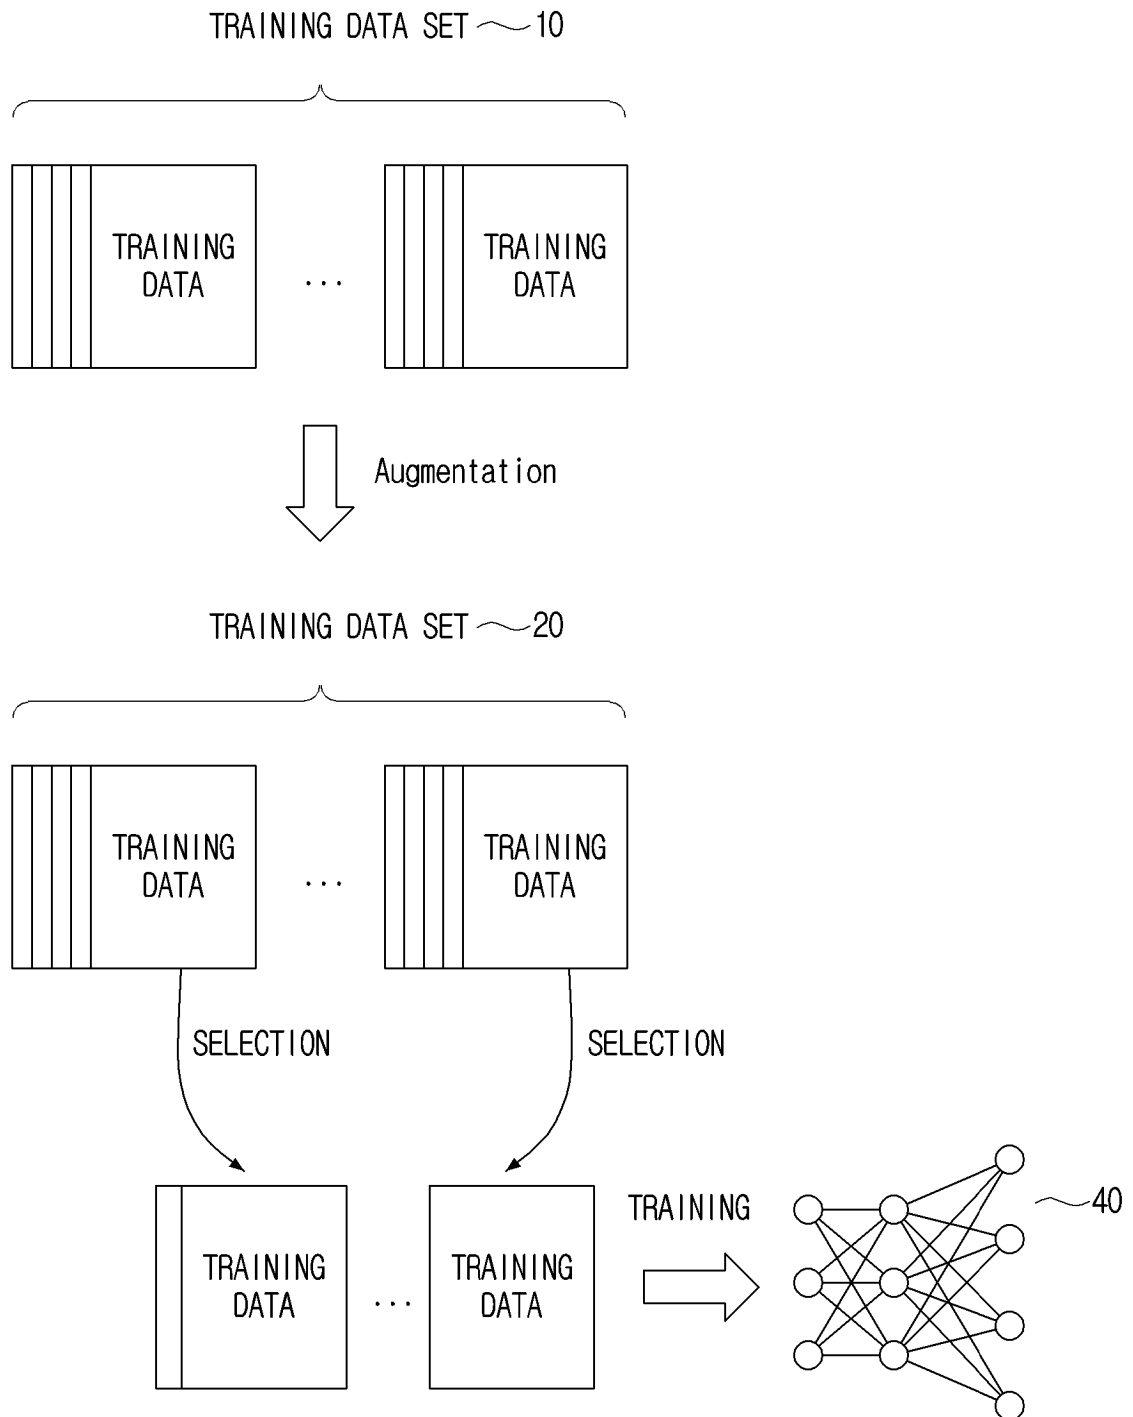 TRAINING DATA SET 10
TRAINING DATA
... 
TRAINING DATA
Augmentation
TRAINING DATA SET 20
TRAINING DATA
...
TRAINING DATA
SELECTION
SELECTION
TRAINING DATA
...
TRAINING DATA
TRAINING
40